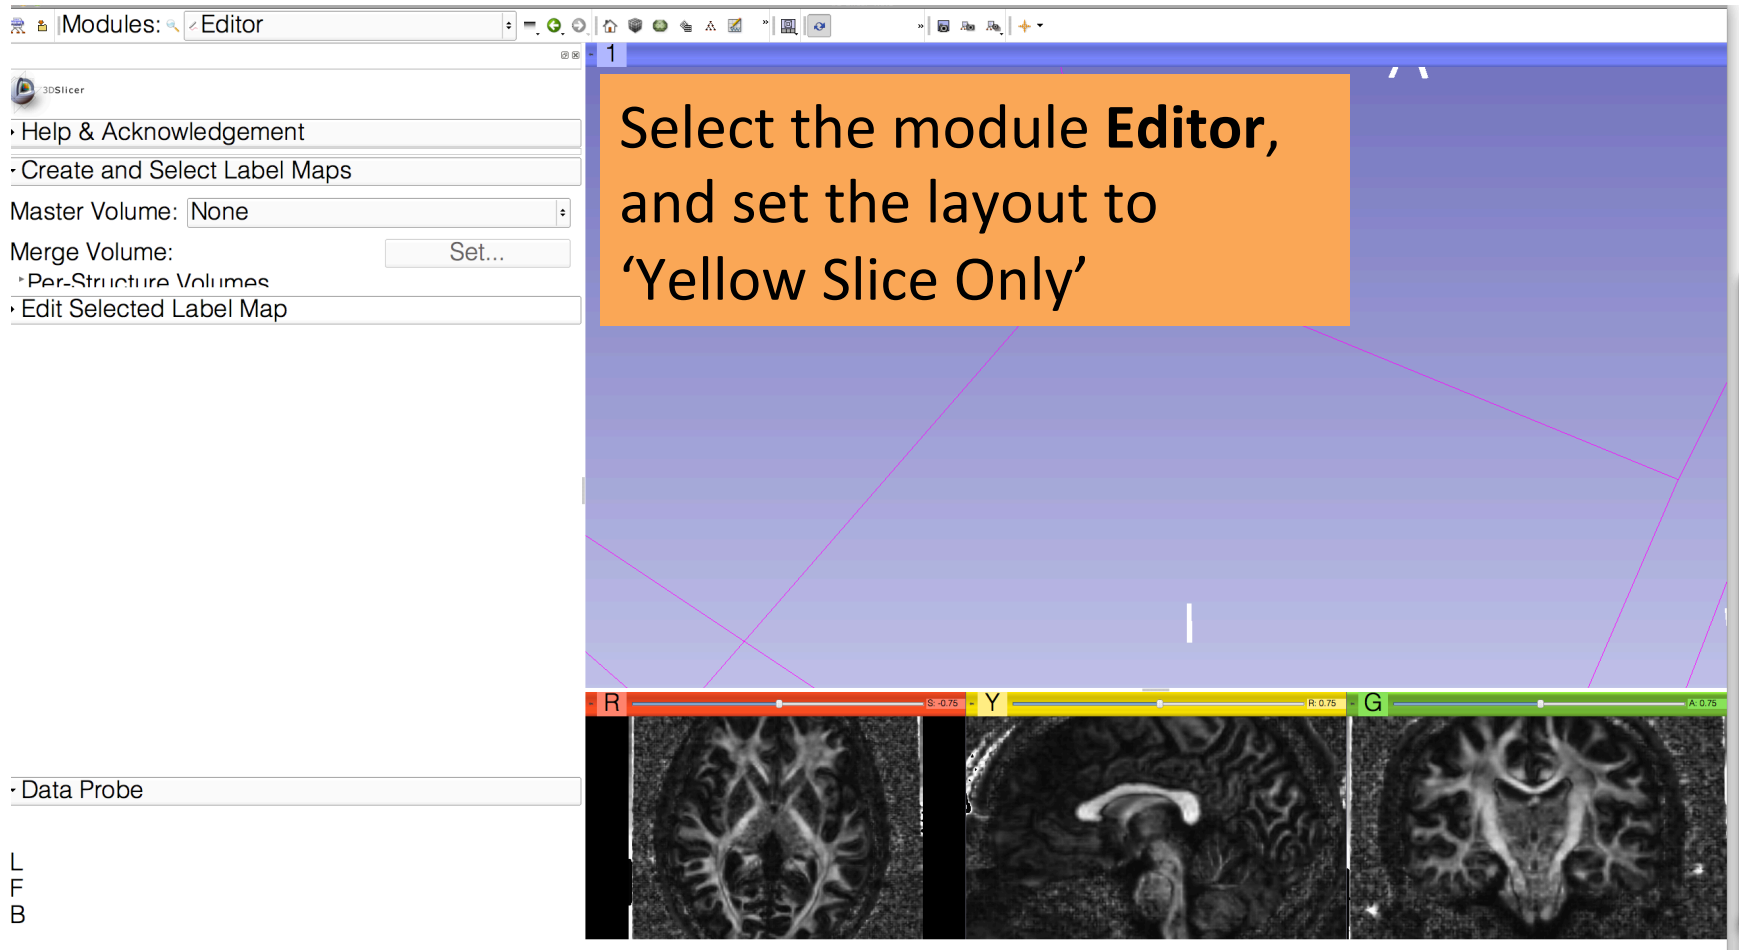 Modules: Editor
1
3DSlicer
Help & Acknowledgement
Create and Select Label Maps
Master Volume: None
Merge Volume: Set...
Per-Structure Volumes
Edit Selected Label Map
Select the module Editor,
and set the layout to
‘Yellow Slice Only’
R S: -0.75 Y R: 0.75 G A: 0.75
Data Probe
L
F
B